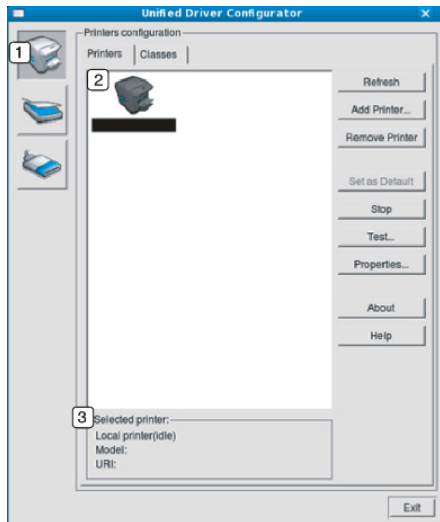 Unified Driver Configurator
1
Printers configuration
Printers
Classes
2
Refresh
Add Printer...
Remove Printer
Set as Default
Stop
Test...
Properties...
About
Help
3
Selected printer:
Local printer(idle)
Model:
URI:
Exit